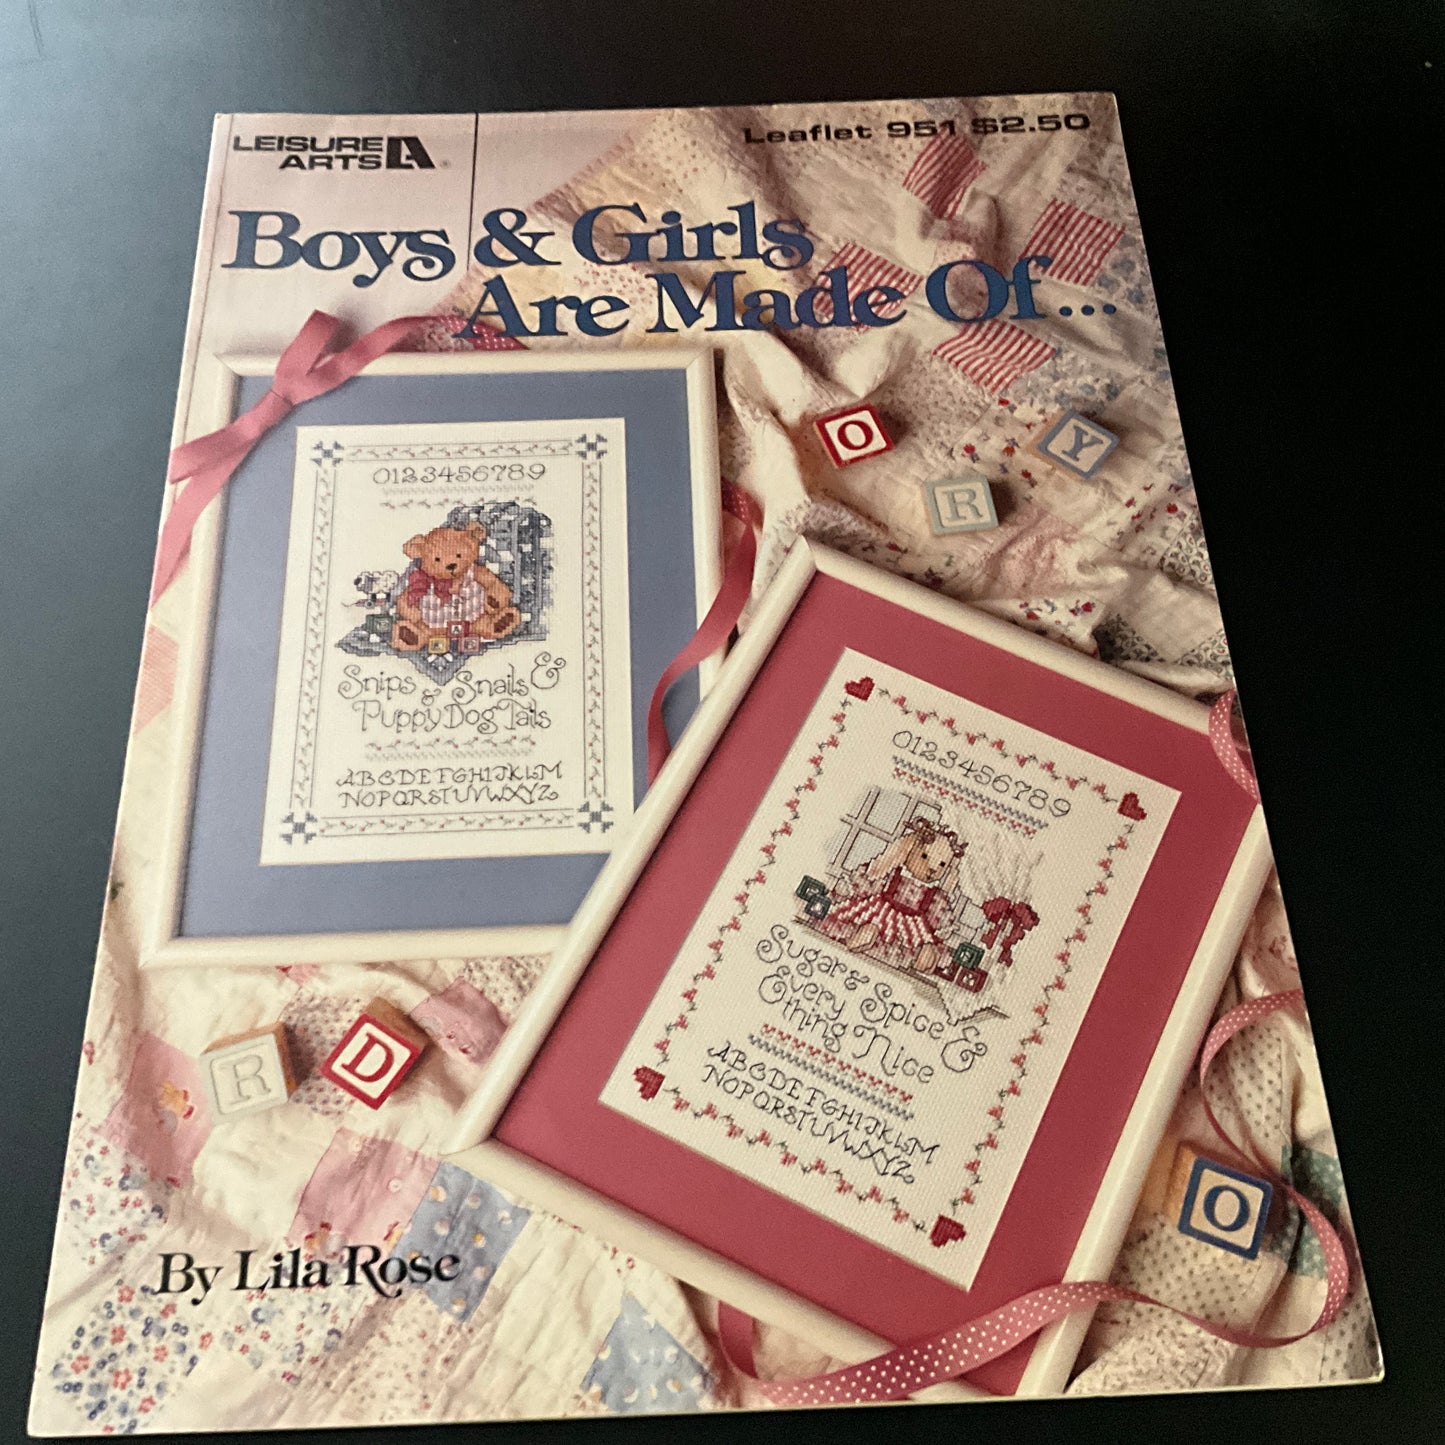 LEISURE
ARTS LA ®
Leaflet 951 $2.50
Boys & Girls
Are Made Of...
0123456789
Snips & Snails &
Puppy Dog Tails
ABCDEFGHIJKLM
NOPQRSTUVWXYZ
O
Y
R
0123456789
Sugar & Spice &
Every
thing Nice
ABCDEFGHIJKLM
NOPQRSTUVWXYZ
R
D
O
By Lila Rose